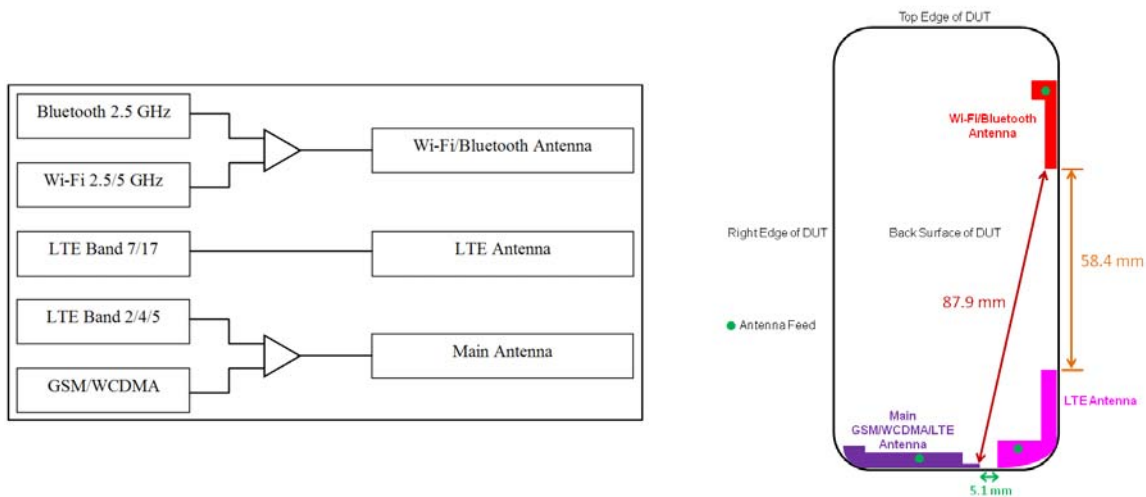 Bluetooth 2.5 GHz
Wi-Fi 2.5/5 GHz
LTE Band 7/17
LTE Band 2/4/5
GSM/WCDMA
Wi-Fi/Bluetooth Antenna
LTE Antenna
Main Antenna
Top Edge of DUT
Wi-Fi/Bluetooth
Antenna
Right Edge of DUT
Back Surface of DUT
58.4 mm
87.9 mm
Antenna Feed
LTE Antenna
Main
GSM/WCDMA/LTE
Antenna
5.1 mm